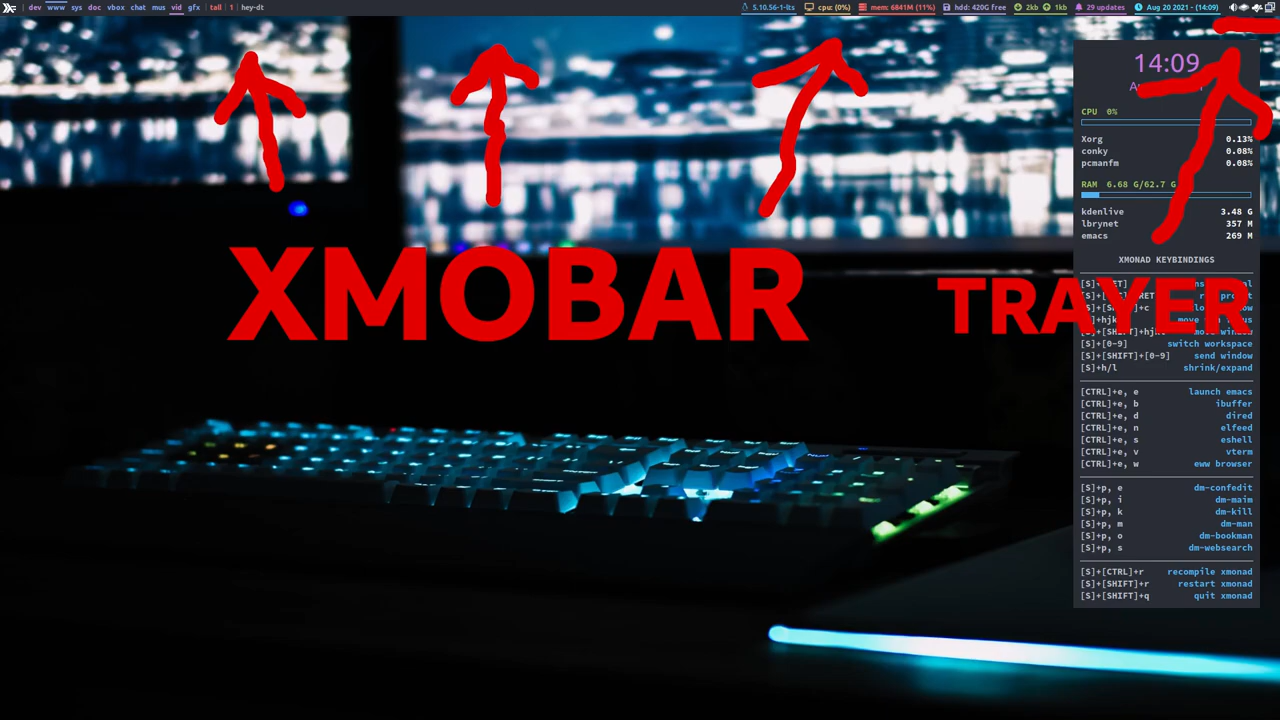 dev www sys doc vbox chat mus vid gfx | tall | 1 | hey-dt
5.10.56-1-lts cpu: (0%) mem: 6841M (11%) hdd: 420G free 2kb 1kb 29 updates Aug 20 2021 - (14:09)
14:09
CPU 0%
Xorg 0.13%
conky 0.08%
pcmanfm 0.08%
RAM 6.68 G/62.7 G
kdenlive 3.48 G
lbrynet 357 M
emacs 269 M
XMONAD KEYBINDINGS
XMOBAR
TRAYER
[S]+[0-9] switch workspace
[S]+[SHIFT]+[0-9] send window
[S]+h/l shrink/expand
[CTRL]+e, e launch emacs
[CTRL]+e, b ibuffer
[CTRL]+e, d dired
[CTRL]+e, n elfeed
[CTRL]+e, s eshell
[CTRL]+e, v vterm
[CTRL]+e, w eww browser
[S]+p, e dm-confedit
[S]+p, i dm-maim
[S]+p, k dm-kill
[S]+p, m dm-man
[S]+p, o dm-bookman
[S]+p, s dm-websearch
[S]+[CTRL]+r recompile xmonad
[S]+[SHIFT]+r restart xmonad
[S]+[SHIFT]+q quit xmonad